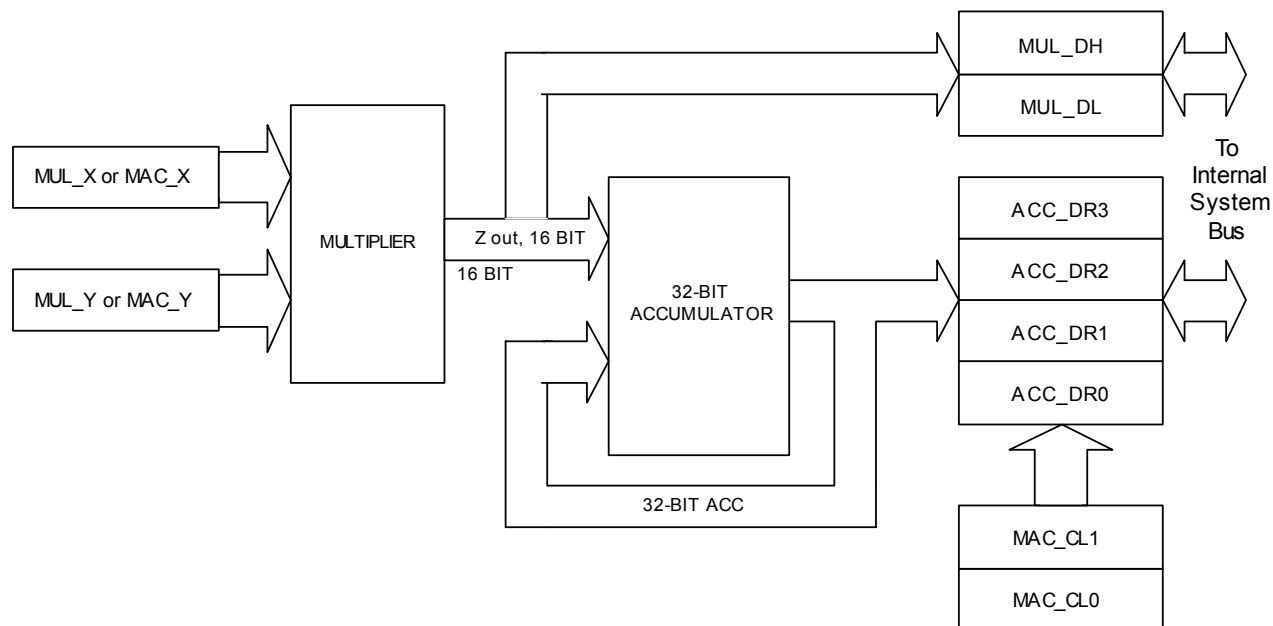 MUL_DH
MUL_DL
To
Internal
System
Bus
MUL_X or MAC_X
MUL_Y or MAC_Y
MULTIPLIER
Z out, 16 BIT
16 BIT
32-BIT
ACCUMULATOR
32-BIT ACC
ACC_DR3
ACC_DR2
ACC_DR1
ACC_DR0
MAC_CL1
MAC_CL0